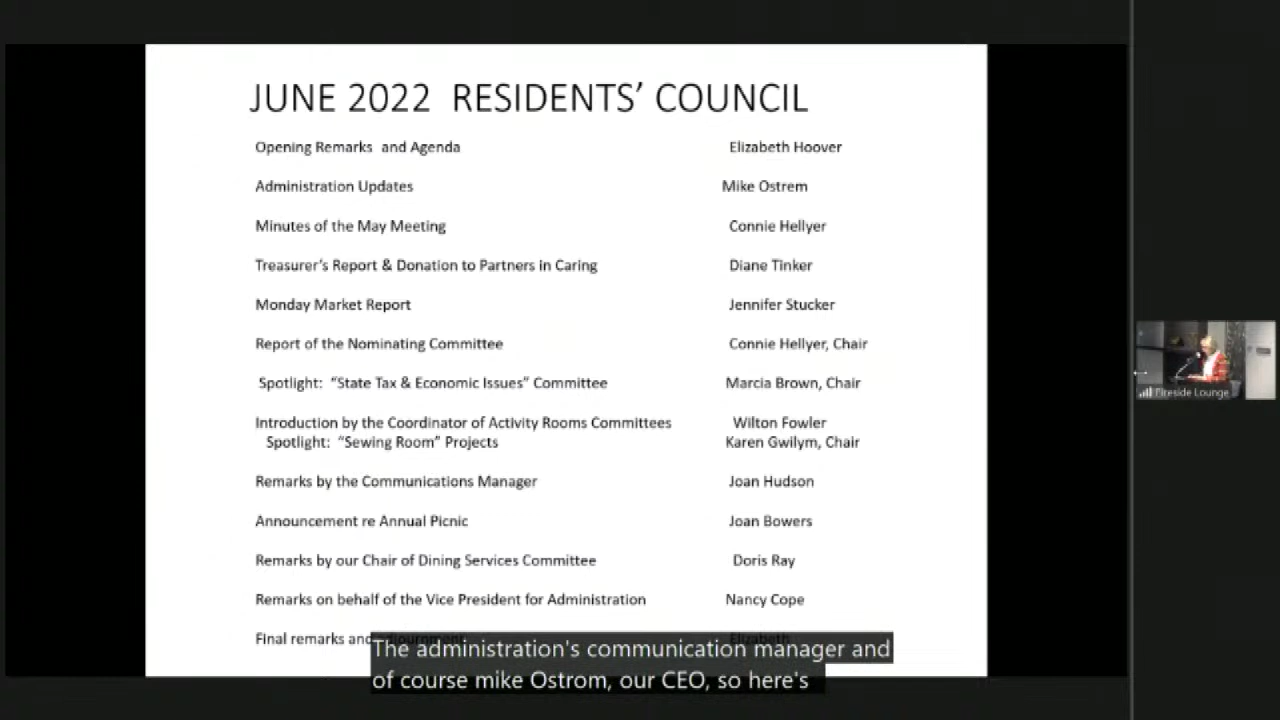 JUNE 2022 RESIDENTS’ COUNCIL
Opening Remarks and Agenda Elizabeth Hoover
Administration Updates Mike Ostrem
Minutes of the May Meeting Connie Hellyer
Treasurer’s Report & Donation to Partners in Caring Diane Tinker
Monday Market Report Jennifer Stucker
Report of the Nominating Committee Connie Hellyer, Chair
Spotlight: “State Tax & Economic Issues” Committee Marcia Brown, Chair
Introduction by the Coordinator of Activity Rooms Committees Wilton Fowler
Spotlight: “Sewing Room” Projects Karen Gwilym, Chair
Remarks by the Communications Manager Joan Hudson
Announcement re Annual Picnic Joan Bowers
Remarks by our Chair of Dining Services Committee Doris Ray
Remarks on behalf of the Vice President for Administration Nancy Cope
Final remarks and adjournment Elizabeth
The administration's communication manager and
of course mike Ostrom, our CEO, so here's
Fireside Lounge